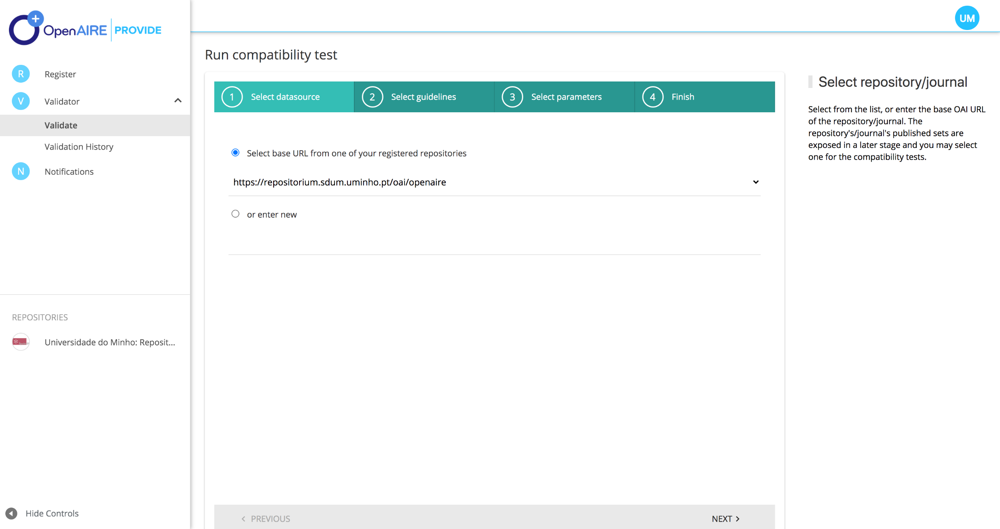 OpenAIRE | PROVIDE
UM
R Register
V Validator
Validate
Validation History
N Notifications
REPOSITORIES
Universidade do Minho: Reposit...
Hide Controls
Run compatibility test
1 Select datasource
2 Select guidelines
3 Select parameters
4 Finish
Select base URL from one of your registered repositories
https://repositorium.sdum.uminho.pt/oai/openaire
or enter new
PREVIOUS
NEXT
Select repository/journal
Select from the list, or enter the base OAI URL
of the repository/journal. The
repository's/journal's published sets are
exposed in a later stage and you may select
one for the compatibility tests.